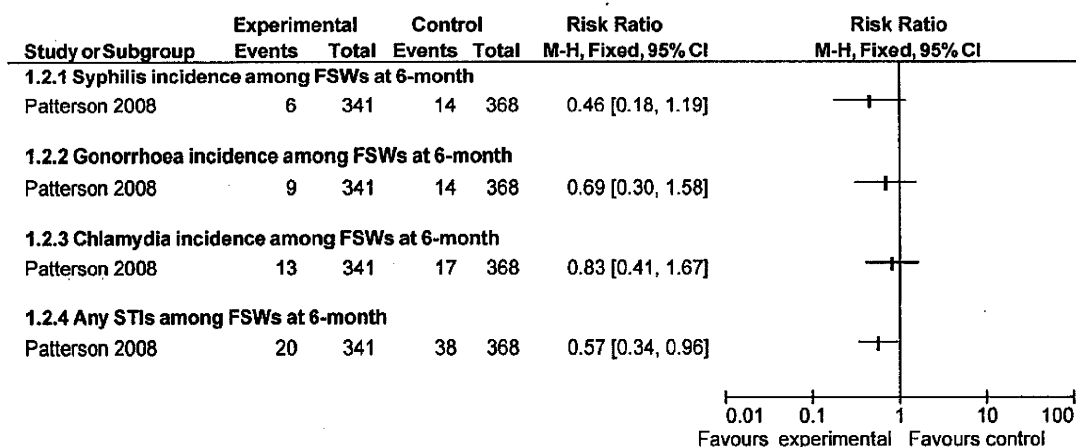 Experimental Control Risk Ratio Risk Ratio
Study or Subgroup Events Total Events Total M-H, Fixed, 95% CI M-H, Fixed, 95% CI
1.2.1 Syphilis incidence among FSWs at 6-month
Patterson 2008 6 341 14 368 0.46 [0.18, 1.19]
1.2.2 Gonorrhoea incidence among FSWs at 6-month
Patterson 2008 9 341 14 368 0.69 [0.30, 1.58]
1.2.3 Chlamydia incidence among FSWs at 6-month
Patterson 2008 13 341 17 368 0.83 [0.41, 1.67]
1.2.4 Any STIs among FSWs at 6-month
Patterson 2008 20 341 38 368 0.57 [0.34, 0.96]
0.01 0.1 1 10 100
Favours experimental Favours control